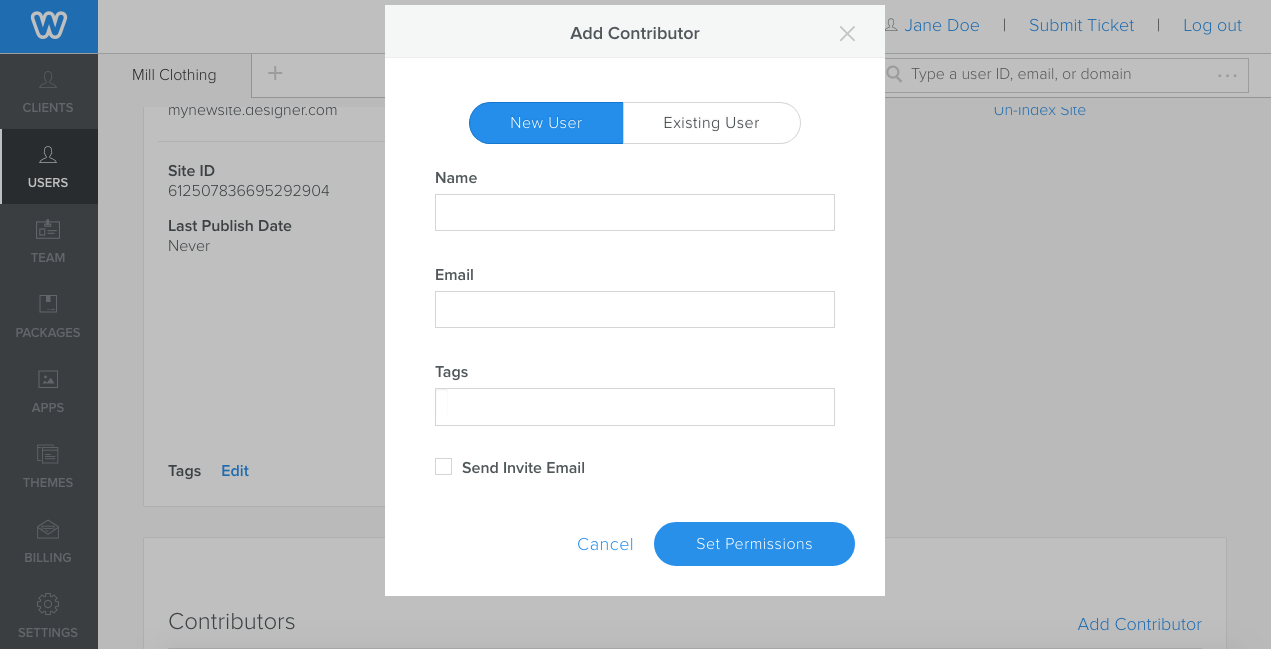 Add Contributor
Jane Doe | Submit Ticket | Log out
Mill Clothing
Type a user ID, email, or domain
CLIENTS
USERS
TEAM
PACKAGES
APPS
THEMES
BILLING
SETTINGS
mynewsite.designer.com
Un-Index Site
Site ID
612507836695292904
Last Publish Date
Never
Tags Edit
New User Existing User
Name
Email
Tags
Send Invite Email
Cancel Set Permissions
Contributors
Add Contributor